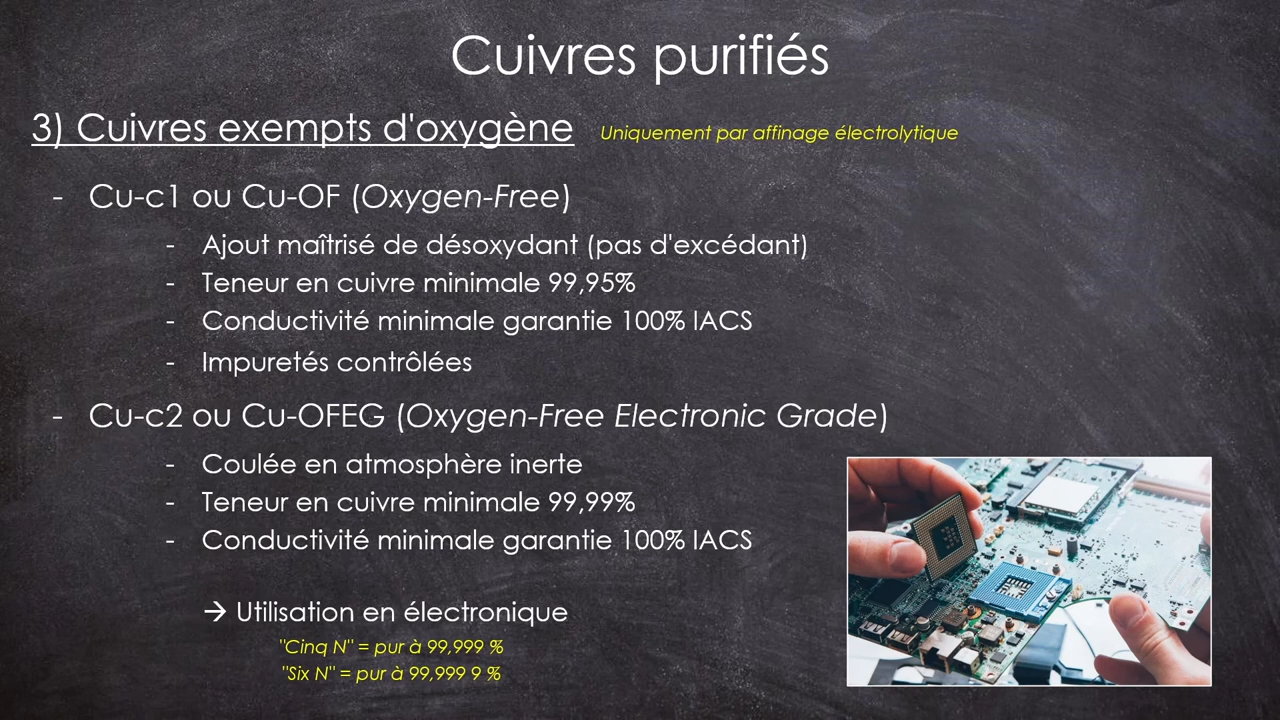 Cuivres purifiés
3) Cuivres exempts d'oxygène Uniquement par affinage électrolytique
- Cu-c1 ou Cu-OF (Oxygen-Free)
- Ajout maîtrisé de désoxydant (pas d'excédant)
- Teneur en cuivre minimale 99,95%
- Conductivité minimale garantie 100% IACS
- Impuretés contrôlées
- Cu-c2 ou Cu-OFEG (Oxygen-Free Electronic Grade)
- Coulée en atmosphère inerte
- Teneur en cuivre minimale 99,99%
- Conductivité minimale garantie 100% IACS
→ Utilisation en électronique
"Cinq N" = pur à 99,999 %
"Six N" = pur à 99,999 9 %